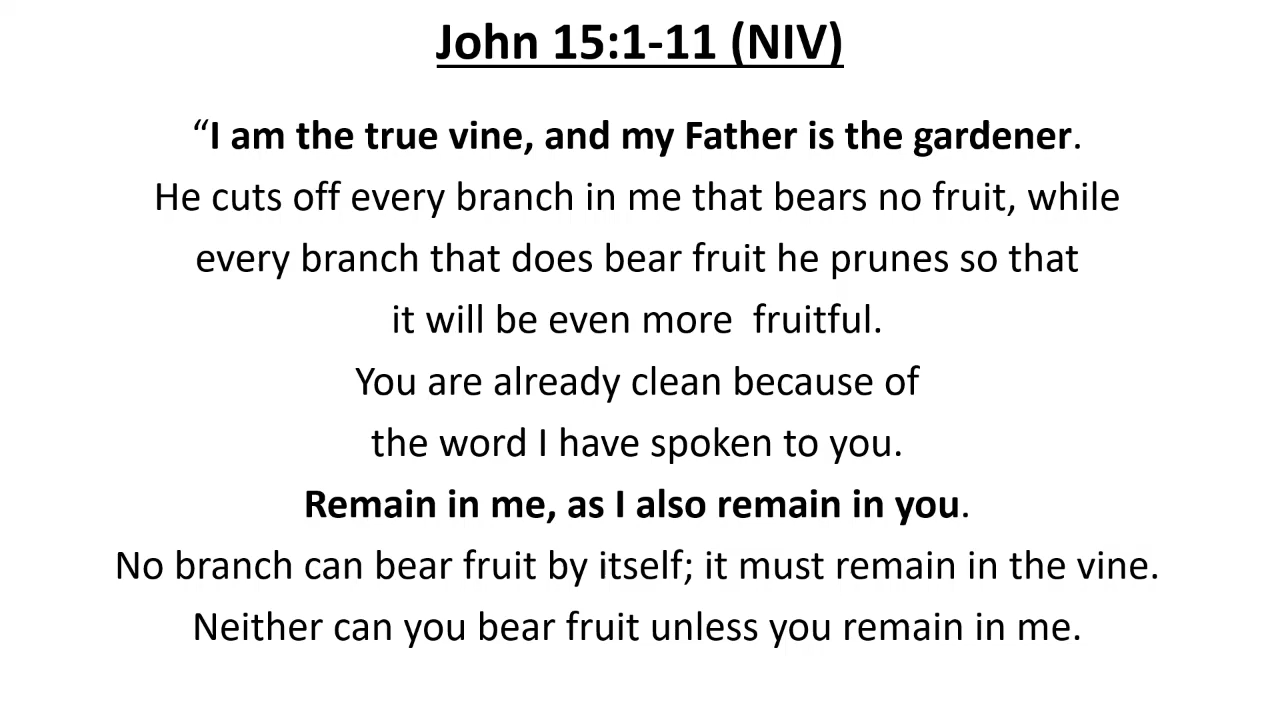 John 15:1-11 (NIV)
“I am the true vine, and my Father is the gardener.
He cuts off every branch in me that bears no fruit, while
every branch that does bear fruit he prunes so that
it will be even more  fruitful.
You are already clean because of
the word I have spoken to you.
Remain in me, as I also remain in you.
No branch can bear fruit by itself; it must remain in the vine.
Neither can you bear fruit unless you remain in me.